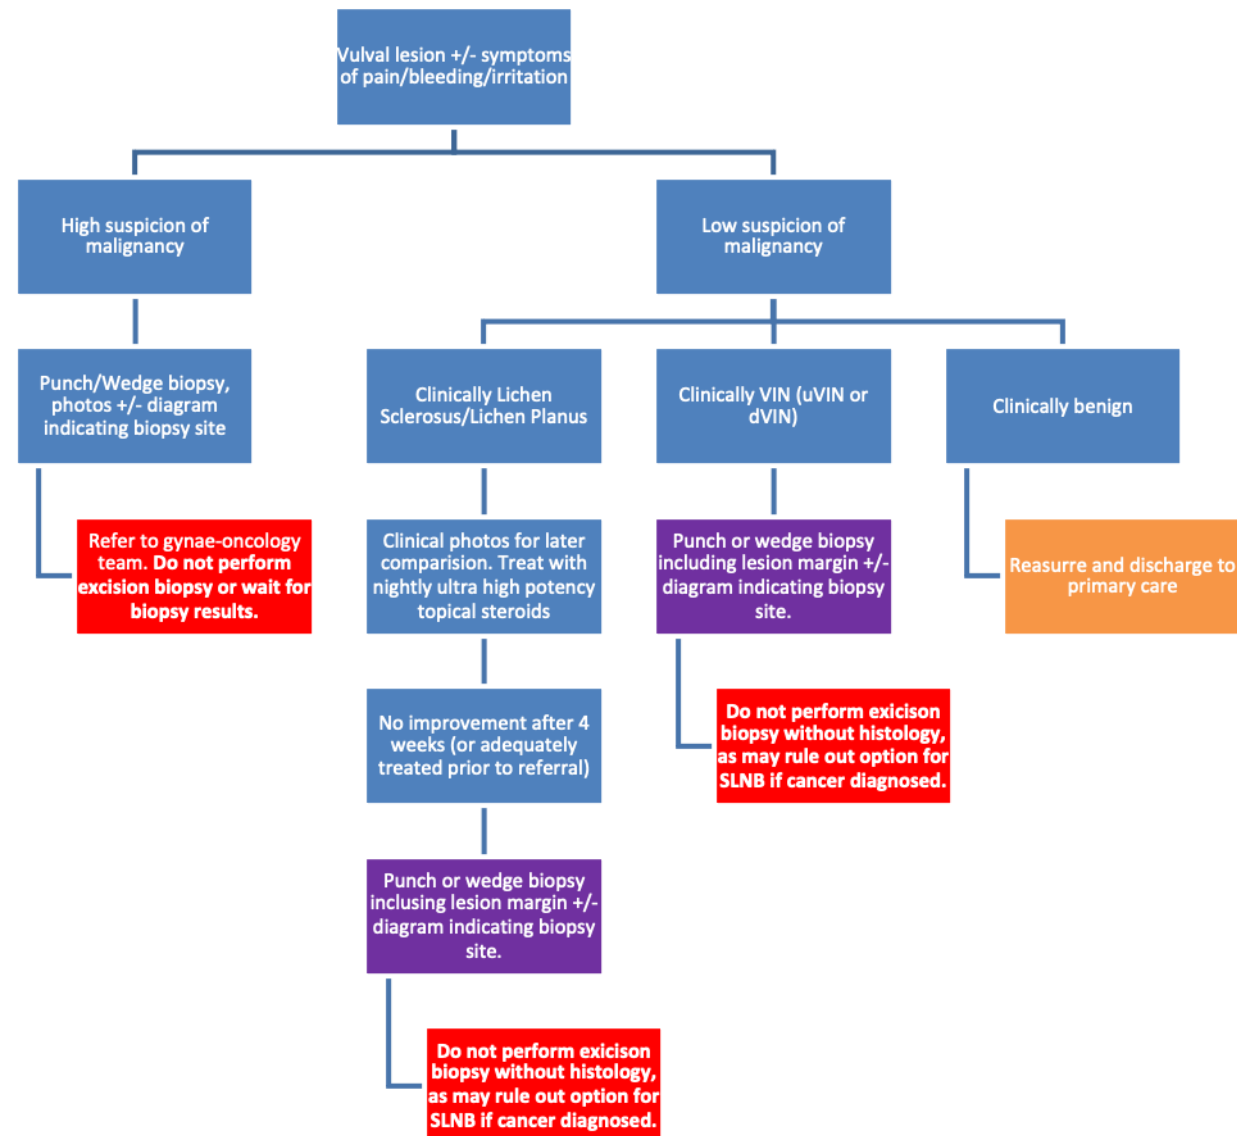 Vulval lesion +/- symptoms
of pain/bleeding/irritation
High suspicion of
malignancy
Low suspicion of
malignancy
Punch/Wedge biopsy,
photos +/- diagram
indicating biopsy site
Clinically Lichen
Sclerosus/Lichen Planus
Clinically VIN (uVIN or
dVIN)
Clinically benign
Refer to gynae-oncology
team. Do not perform
excision biopsy or wait for
biopsy results.
Clinical photos for later
comparision. Treat with
nightly ultra high potency
topical steroids
Punch or wedge biopsy
including lesion margin +/-
diagram indicating biopsy
site.
Reasurre and discharge to
primary care
No improvement after 4
weeks (or adequately
treated prior to referral)
Do not perform exicison
biopsy without histology,
as may rule out option for
SLNB if cancer diagnosed.
Punch or wedge biopsy
inclusing lesion margin +/-
diagram indicating biopsy
site.
Do not perform exicison
biopsy without histology,
as may rule out option for
SLNB if cancer diagnosed.